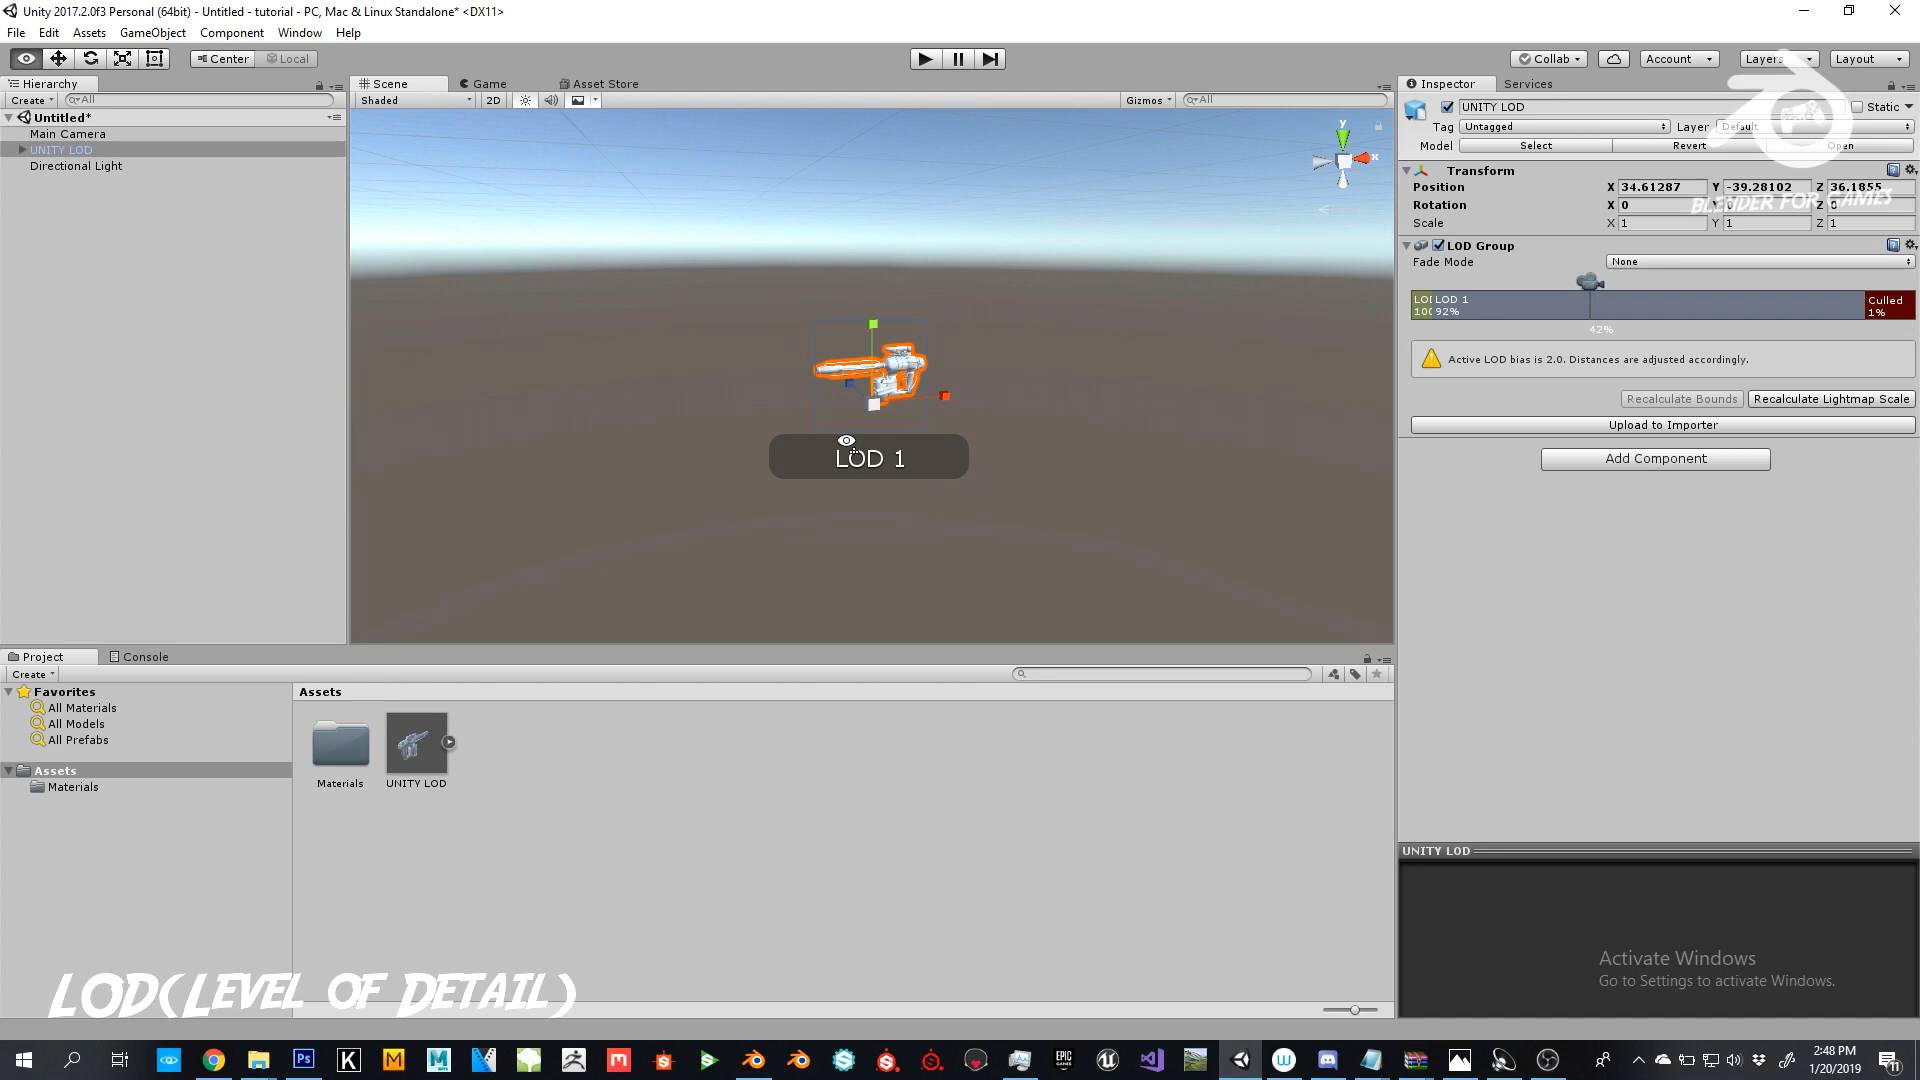 Unity 2017.2.0f3 Personal (64bit) - Untitled - tutorial - PC, Mac & Linux Standalone* <DX11>
File Edit Assets GameObject Component Window Help
Center Local
Collab Account Layers Layout
Hierarchy
Create All
Untitled*
Main Camera
UNITY LOD
Directional Light
Scene Game Asset Store
Shaded 2D Gizmos All
y
x
LOD 1
Inspector Services
UNITY LOD Static
Tag Untagged Layer Default
Model Select Revert Open
Transform
Position X 34.61287 Y -39.28102 Z 36.1855
Rotation X 0 Y 0 Z 0
Scale X 1 Y 1 Z 1
BLENDER FOR GAMES
LOD Group
Fade Mode None
LOD 1 Culled
92% 1%
42%
Active LOD bias is 2.0. Distances are adjusted accordingly.
Recalculate Bounds Recalculate Lightmap Scale
Upload to Importer
Add Component
Project Console
Create
Favorites
All Materials
All Models
All Prefabs
Assets
Materials
Assets
Materials UNITY LOD
UNITY LOD
Activate Windows
Go to Settings to activate Windows.
LOD(Level of Detail)
2:48 PM
1/20/2019